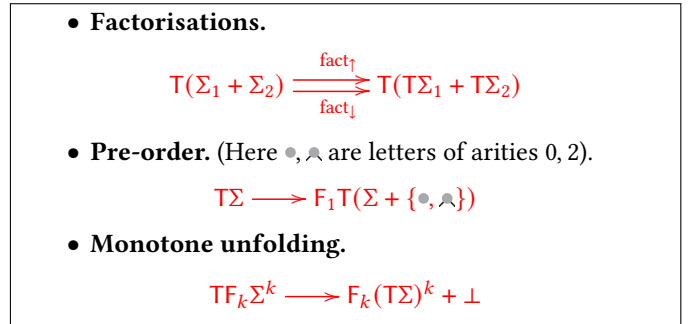 • Factorisations.
fact↑
T(Σ₁ + Σ₂) ⟶ T(TΣ₁ + TΣ₂)
fact↓
• Pre-order. (Here •, are letters of arities 0, 2).
TΣ ⟶ F₁T(Σ + {•, })
• Monotone unfolding.
TFₖΣᵏ ⟶ Fₖ(TΣ)ᵏ + ⊥